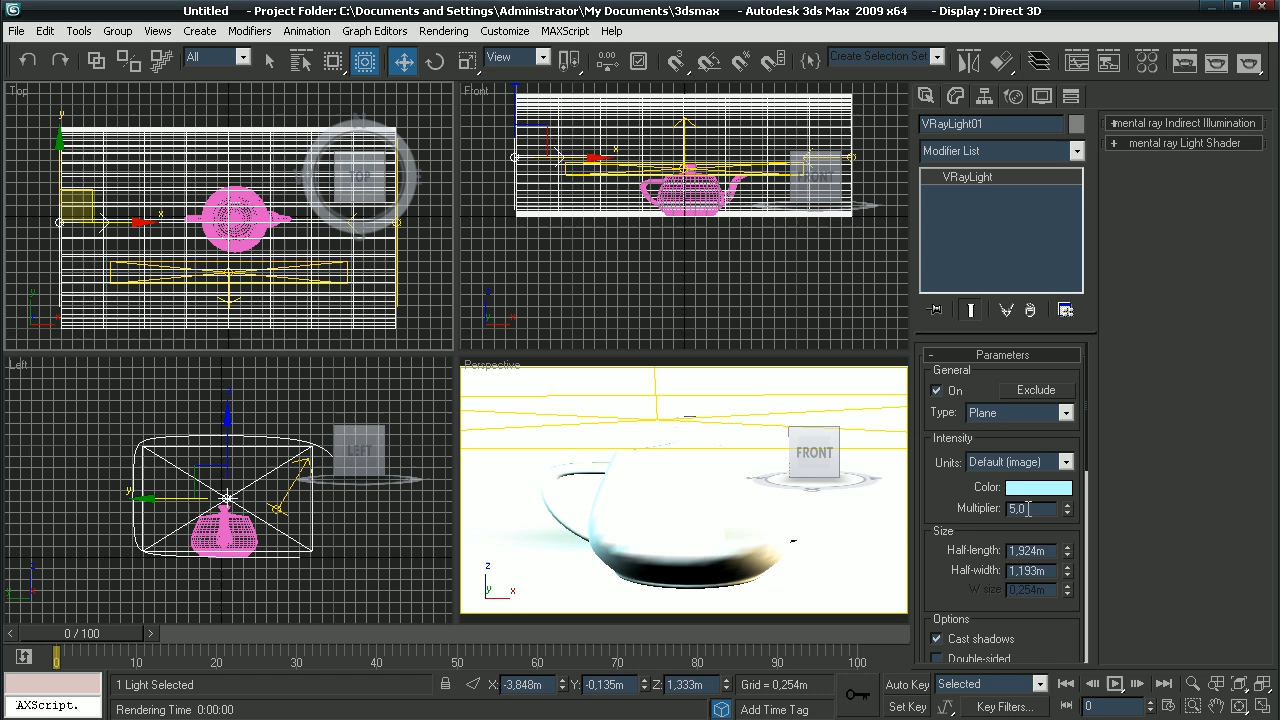 Untitled - Project Folder: C:\Documents and Settings\Administrator\My Documents\3dsmax - Autodesk 3ds Max 2009 x64 - Display : Direct 3D
File Edit Tools Group Views Create Modifiers Animation Graph Editors Rendering Customize MAXScript Help
All View Create Selection Set
Top
Front
y
x
TOP
x
FRONT
VRayLight01
Modifier List
VRayLight
+ mental ray Indirect Illumination
+ mental ray Light Shader
Left
Perspective
LEFT
FRONT
y
z
y x
- Parameters
General
On Exclude
Type: Plane
Intensity
Units: Default (image)
Color:
Multiplier: 5,0
Size
Half-length: 1,924m
Half-width: 1,193m
W size 0,254m
Options
Cast shadows
Double-sided
< 0 / 100 >
0 10 20 30 40 50 60 70 80 90 100
1 Light Selected X: -3,848m Y: -0,135m Z: 1,333m Grid = 0,254m Auto Key Selected
AXScript. Rendering Time 0:00:00 Add Time Tag Set Key Key Filters... 0